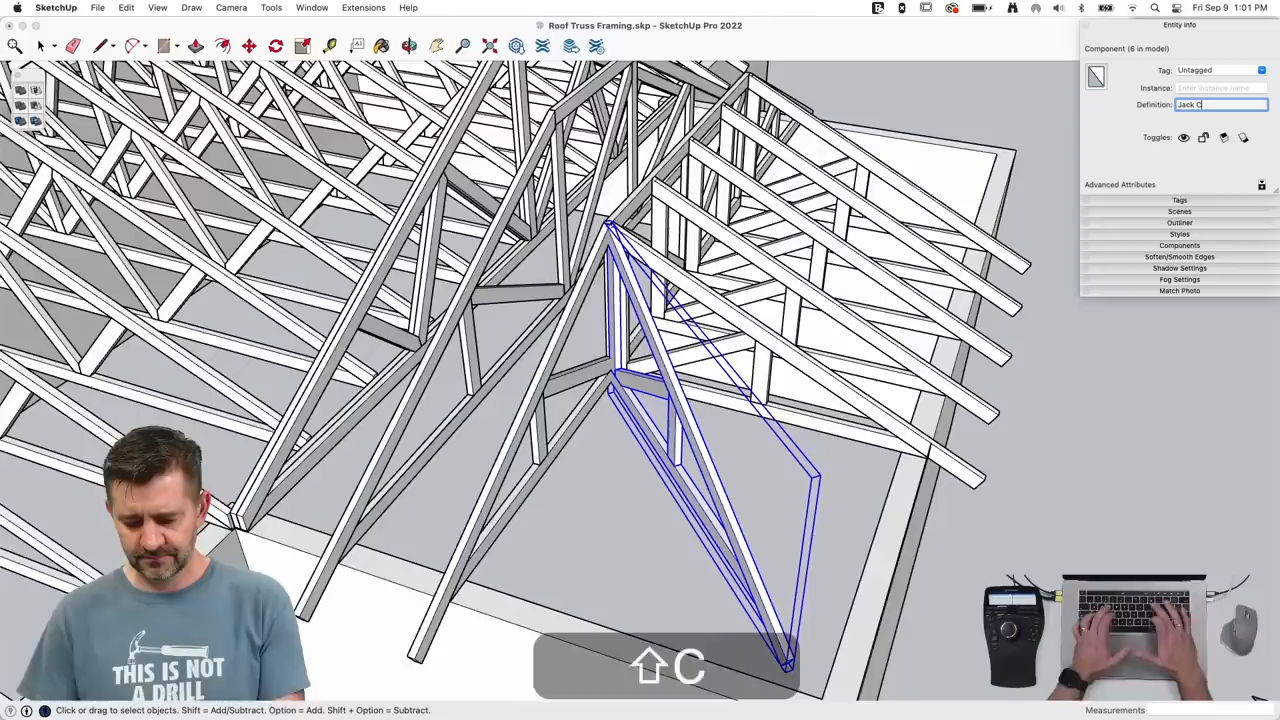 SketchUp File Edit View Camera Draw Tools Window Extensions Help
Fri Sep 9 1:01 PM
Roof Truss Framing.skp - SketchUp Pro 2022
Entity Info
Component (6 in model)
Tag: Untagged
Instance: Enter instance name
Definition: Jack C
Toggles:
Advanced Attributes
Tags
Scenes
Outliner
Styles
Components
Soften/Smooth Edges
Shadow Settings
Fog Settings
Match Photo
THIS IS NOT
A DRILL
⇧C
Click or drag to select objects. Shift = Add/Subtract. Option = Add. Shift + Option = Subtract.
Measurements